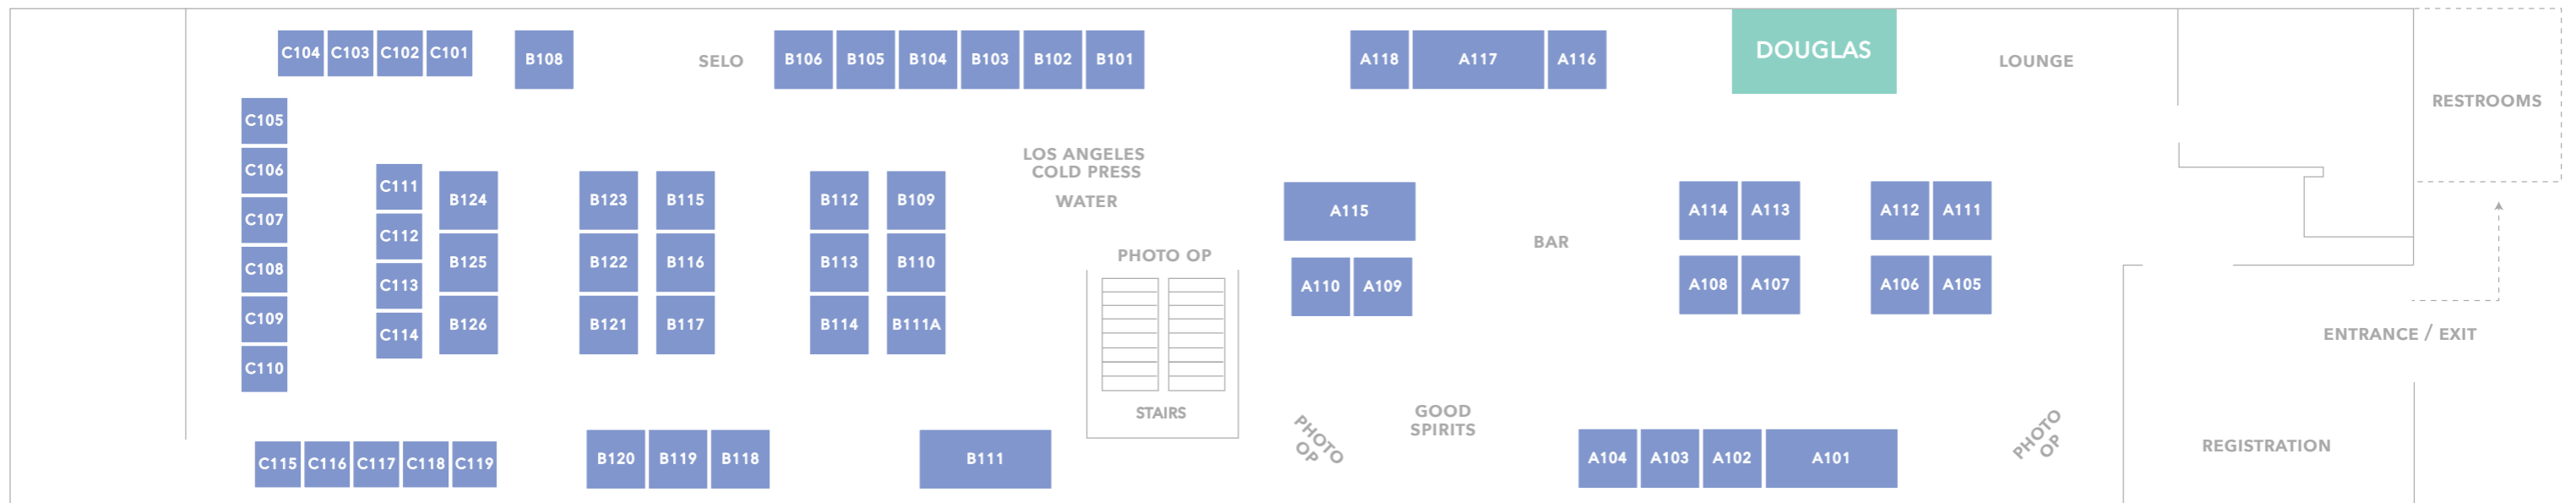 C104 C103 C102 C101
B108
SELO
B106 B105 B104 B103 B102 B101
A118 A117 A116
DOUGLAS
LOUNGE
RESTROOMS
C105
C106
C107
C108
C109
C110
C111
C112
C113
C114
B124
B125
B126
B123 B115
B122 B116
B121 B117
B112 B109
B113 B110
B114 B111A
LOS ANGELES
COLD PRESS
WATER
PHOTO OP
STAIRS
A115
A110 A109
BAR
A114 A113
A108 A107
A112 A111
A106 A105
ENTRANCE / EXIT
C115 C116 C117 C118 C119
B120 B119 B118
B111
PHOTO
OP
GOOD
SPIRITS
A104 A103 A102 A101
PHOTO
OP
REGISTRATION